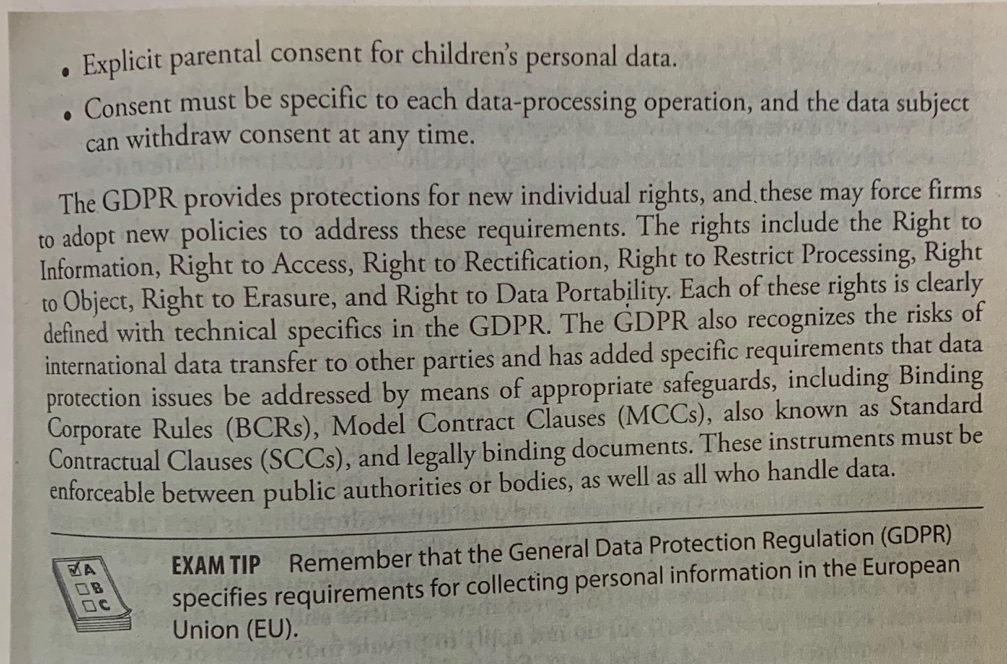 • Explicit parental consent for children's personal data.
• Consent must be specific to each data-processing operation, and the data subject
can withdraw consent at any time.
The GDPR provides protections for new individual rights, and these may force firms
to adopt new policies to address these requirements. The rights include the Right to
Information, Right to Access, Right to Rectification, Right to Restrict Processing, Right
to Object, Right to Erasure, and Right to Data Portability. Each of these rights is clearly
defined with technical specifics in the GDPR. The GDPR also recognizes the risks of
international data transfer to other parties and has added specific requirements that data
protection issues be addressed by means of appropriate safeguards, including Binding
Corporate Rules (BCRs), Model Contract Clauses (MCCs), also known as Standard
Contractual Clauses (SCCs), and legally binding documents. These instruments must be
enforceable between public authorities or bodies, as well as all who handle data.
A
B
C
EXAM TIP Remember that the General Data Protection Regulation (GDPR)
specifies requirements for collecting personal information in the European
Union (EU).